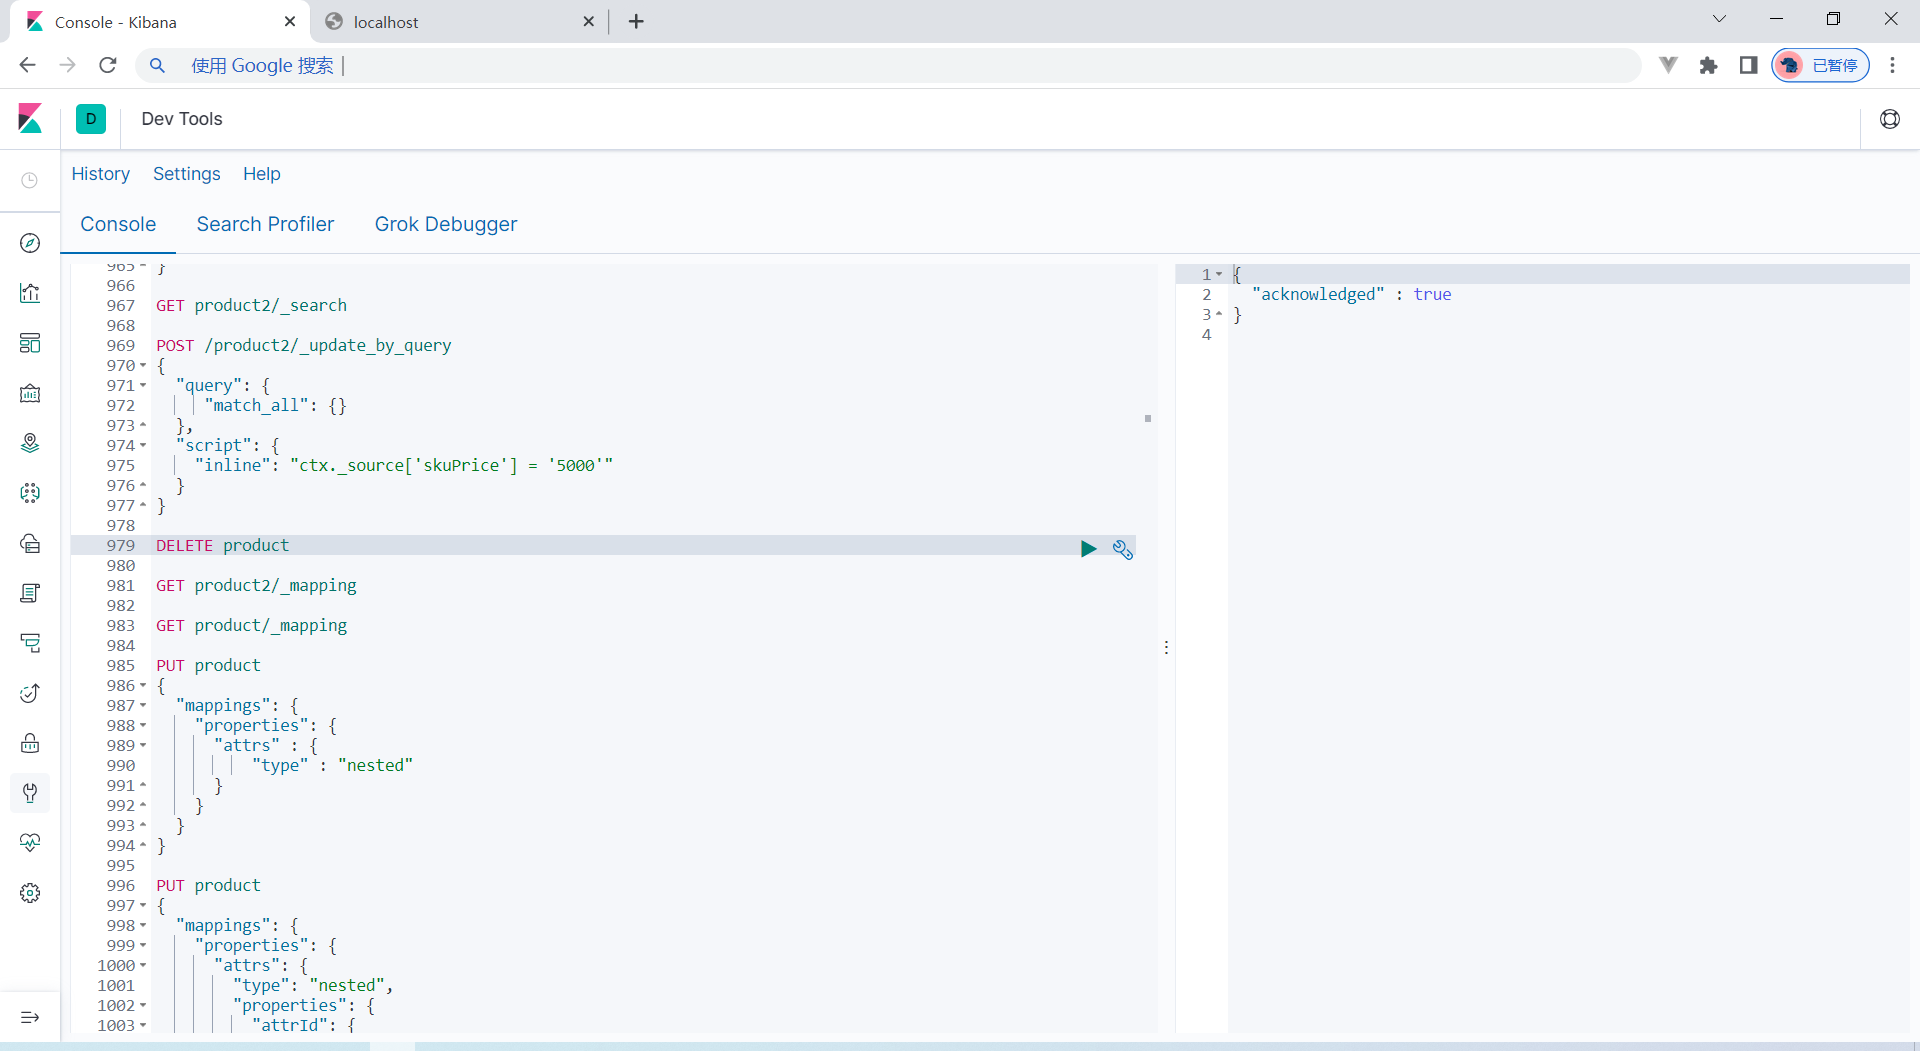 Console - Kibana
localhost
使用 Google 搜索
已暂停
D
Dev Tools
History Settings Help
Console Search Profiler Grok Debugger
965 }
966
967 GET product2/_search
968
969 POST /product2/_update_by_query
970 {
971 "query": {
972 "match_all": {}
973 },
974 "script": {
975 "inline": "ctx._source['skuPrice'] = '5000'"
976 }
977 }
978
979 DELETE product
980
981 GET product2/_mapping
982
983 GET product/_mapping
984
985 PUT product
986 {
987 "mappings": {
988 "properties": {
989 "attrs" : {
990 "type" : "nested"
991 }
992 }
993 }
994 }
995
996 PUT product
997 {
998 "mappings": {
999 "properties": {
1000 "attrs": {
1001 "type": "nested",
1002 "properties": {
1003 "attrId": {
1 {
2 "acknowledged" : true
3 }
4